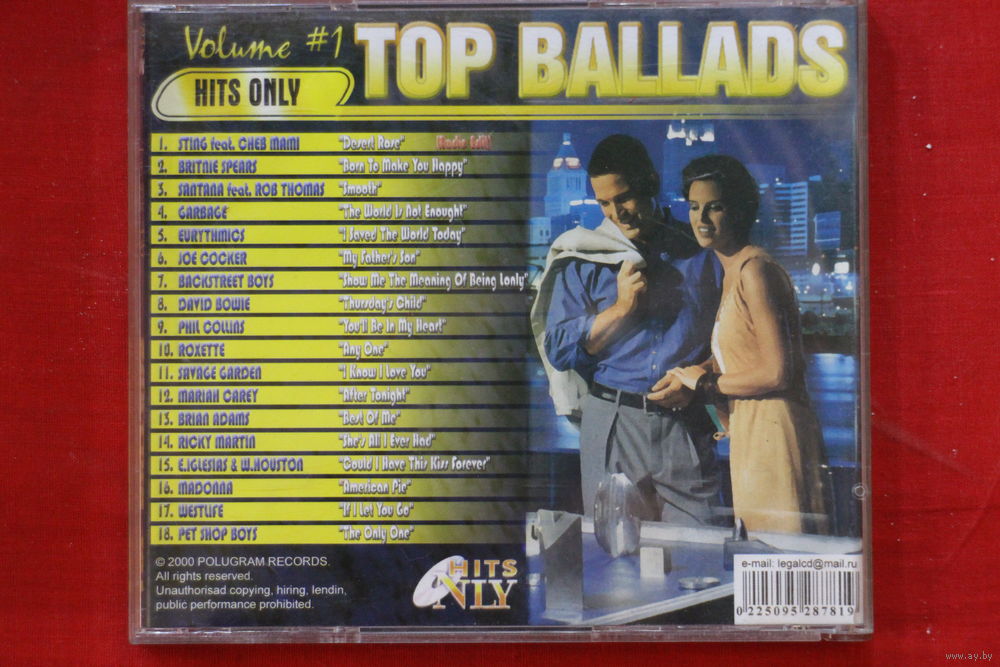 Volume #1
TOP BALLADS
HITS ONLY
1. STING feat. CHEB MAMI "Desert Rose" (Radio Edit)
2. BRITNIE SPEARS "Born To Make You Happy"
3. SANTANA feat. ROB THOMAS "Smooth"
4. GARBAGE "The World Is Not Enough!"
5. EURYTHMICS "I Saved The World Today"
6. JOE COCKER "My Father's Son"
7. BACKSTREET BOYS "Show Me The Meaning Of Being Lonly"
8. DAVID BOWIE "Thursday's Child"
9. PHIL COLLINS "You'll Be In My Heart"
10. ROXETTE "Any One"
11. SAVAGE GARDEN "I Know I Love You"
12. MARIAH CAREY "After Tonight"
13. BRIAN ADAMS "Best Of Me"
14. RICKY MARTIN "She's All I Ever Had"
15. E.IGLESIAS & W.HOUSTON "Could I Have This Kiss Forever"
16. MADONNA "American Pie"
17. WESTLIFE "If I Let You Go"
18. PET SHOP BOYS "The Only One"
© 2000 POLUGRAM RECORDS.
All rights reserved.
Unauthorisad copying, hiring, lendin,
public performance prohibited.
HITS
ONLY
e-mail: legalcd@mail.ru
0 225095 287819
www.ay.by